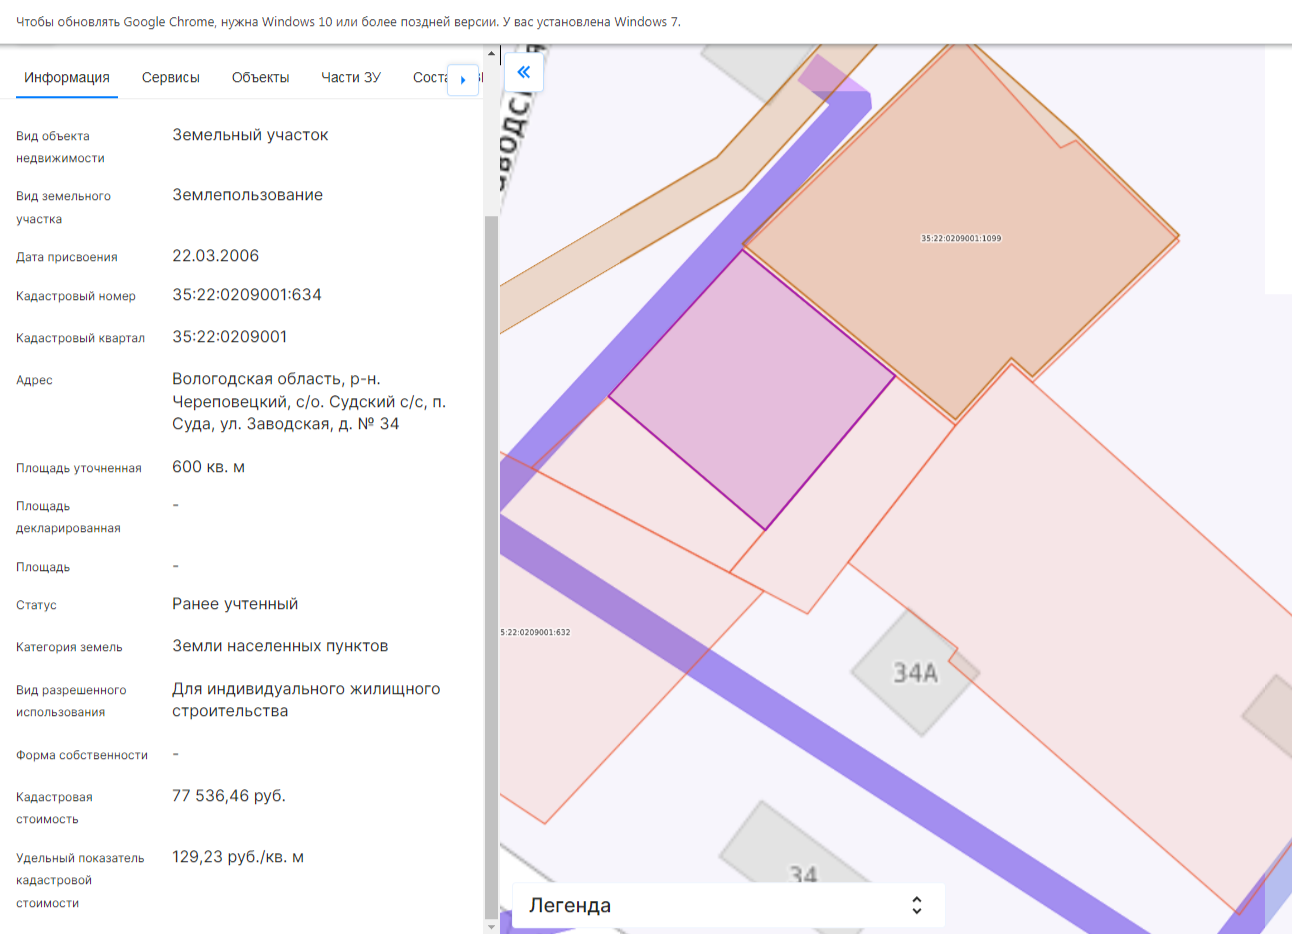 Чтобы обновлять Google Chrome, нужна Windows 10 или более поздней версии. У вас установлена Windows 7.
Информация Сервисы Объекты Части ЗУ Соста
Вид объекта недвижимости
Земельный участок
Вид земельного участка
Землепользование
Дата присвоения
22.03.2006
Кадастровый номер
35:22:0209001:634
Кадастровый квартал
35:22:0209001
Адрес
Вологодская область, р-н.
Череповецкий, с/о. Судский с/с, п.
Суда, ул. Заводская, д. № 34
Площадь уточненная
600 кв. м
Площадь
декларированная
-
Площадь
-
Статус
Ранее учтенный
Категория земель
Земли населенных пунктов
Вид разрешенного
использования
Для индивидуального жилищного
строительства
Форма собственности
-
Кадастровая
стоимость
77 536,46 руб.
Удельный показатель
кадастровой
стоимости
129,23 руб./кв. м
35:22:0209001:1099
5:22:0209001:632
34А
34
Легенда